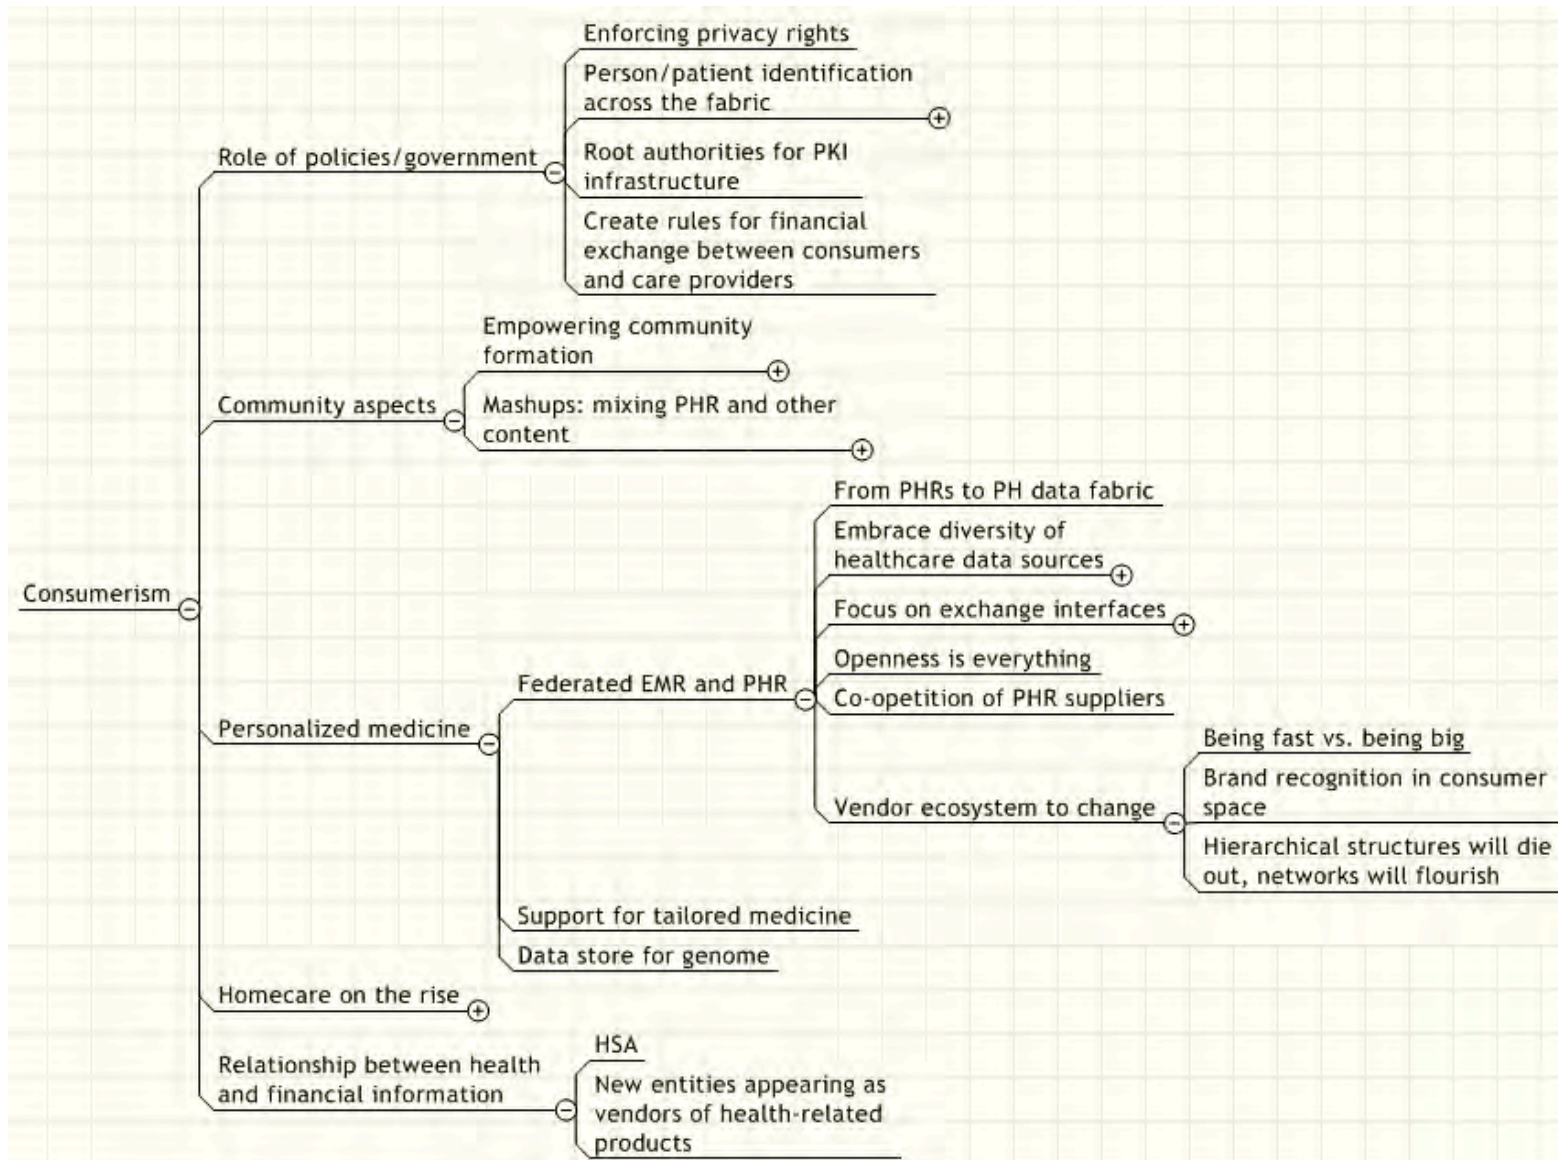 Enforcing privacy rights
Person/patient identification
across the fabric
Role of policies/government
Root authorities for PKI
infrastructure
Create rules for financial
exchange between consumers
and care providers
Empowering community
formation
Community aspects
Mashups: mixing PHR and other
content
Consumerism
From PHRs to PH data fabric
Embrace diversity of
healthcare data sources
Focus on exchange interfaces
Openness is everything
Federated EMR and PHR
Co-opetition of PHR suppliers
Personalized medicine
Being fast vs. being big
Brand recognition in consumer
space
Vendor ecosystem to change
Hierarchical structures will die
out, networks will flourish
Support for tailored medicine
Data store for genome
Homecare on the rise
Relationship between health
and financial information
HSA
New entities appearing as
vendors of health-related
products